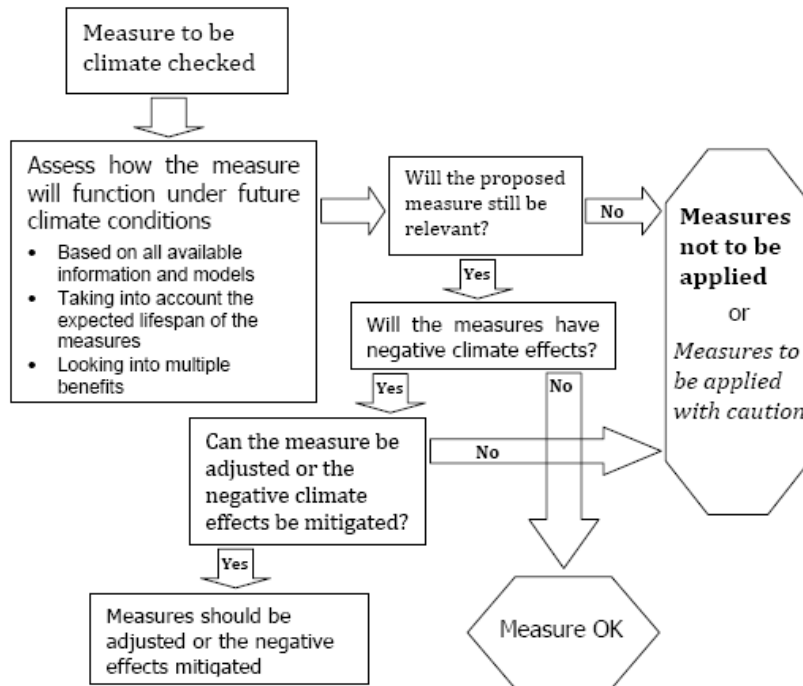 Measure to be
climate checked
Assess how the measure
will function under future
climate conditions
• Based on all available
information and models
• Taking into account the
expected lifespan of the
measures
• Looking into multiple
benefits
Will the proposed
measure still be
relevant?
No
Measures
not to be
applied
or
Measures to
be applied
with caution
Yes
Will the measures have
negative climate effects?
Yes
No
Can the measure be
adjusted or the
negative climate
effects be mitigated?
No
Yes
Measures should be
adjusted or the negative
effects mitigated
Measure OK